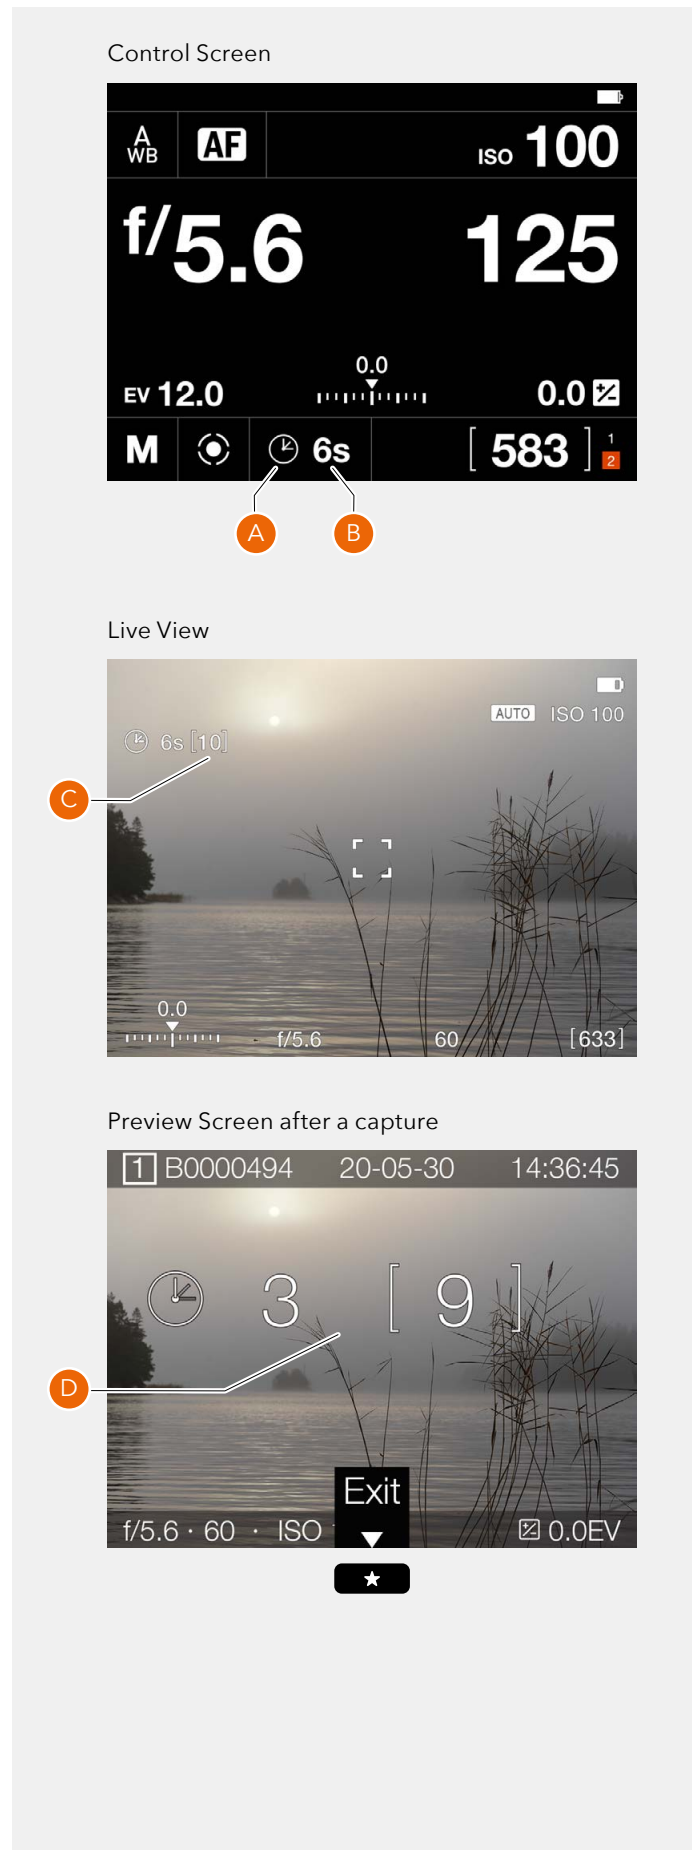 Control Screen
A WB AF ISO 100
f/5.6 125
0.0
EV 12.0 0.0
M 6s [ 583 ] 1 2
A B
Live View
AUTO ISO 100
6s [10]
C
0.0
f/5.6 60 [633]
Preview Screen after a capture
1 B0000494 20-05-30 14:36:45
3 [ 9 ]
D
Exit
f/5.6 · 60 · ISO 0.0EV